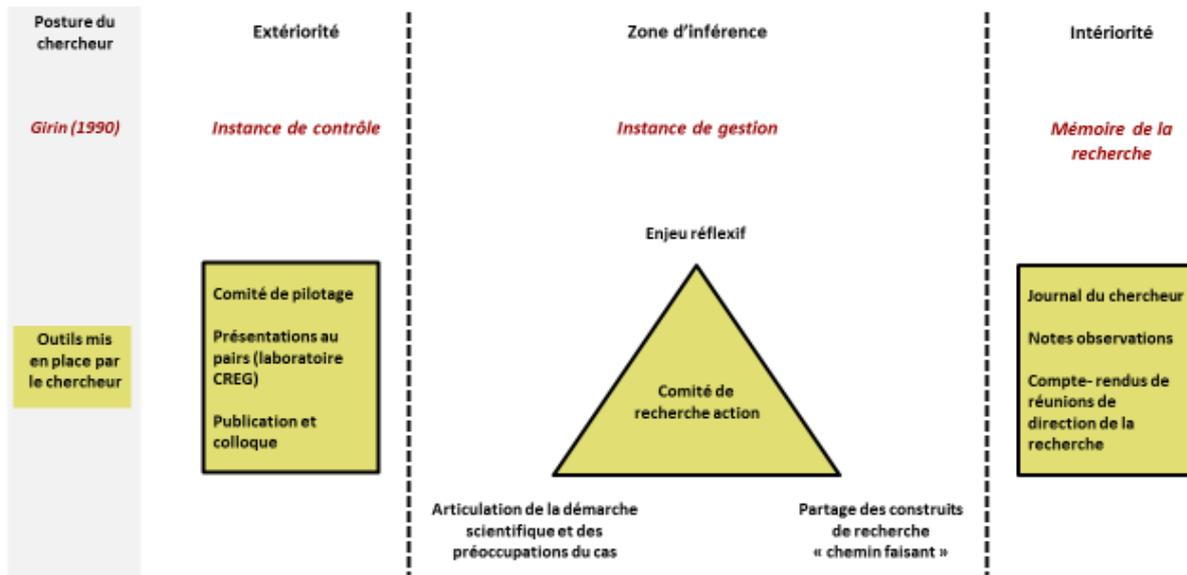 Posture du
chercheur
Extériorité
Zone d'inférence
Intériorité
Girin (1990)
Instance de contrôle
Instance de gestion
Mémoire de la
recherche
Enjeu réflexif
Outils mis
en place par
le chercheur
Comité de pilotage
Présentations au
pairs (laboratoire
CREG)
Publication et
colloque
Comité de
recherche action
Journal du chercheur
Notes observations
Compte- rendus de
réunions de
direction de la
recherche
Articulation de la démarche
scientifique et des
préoccupations du cas
Partage des construits
de recherche
« chemin faisant »